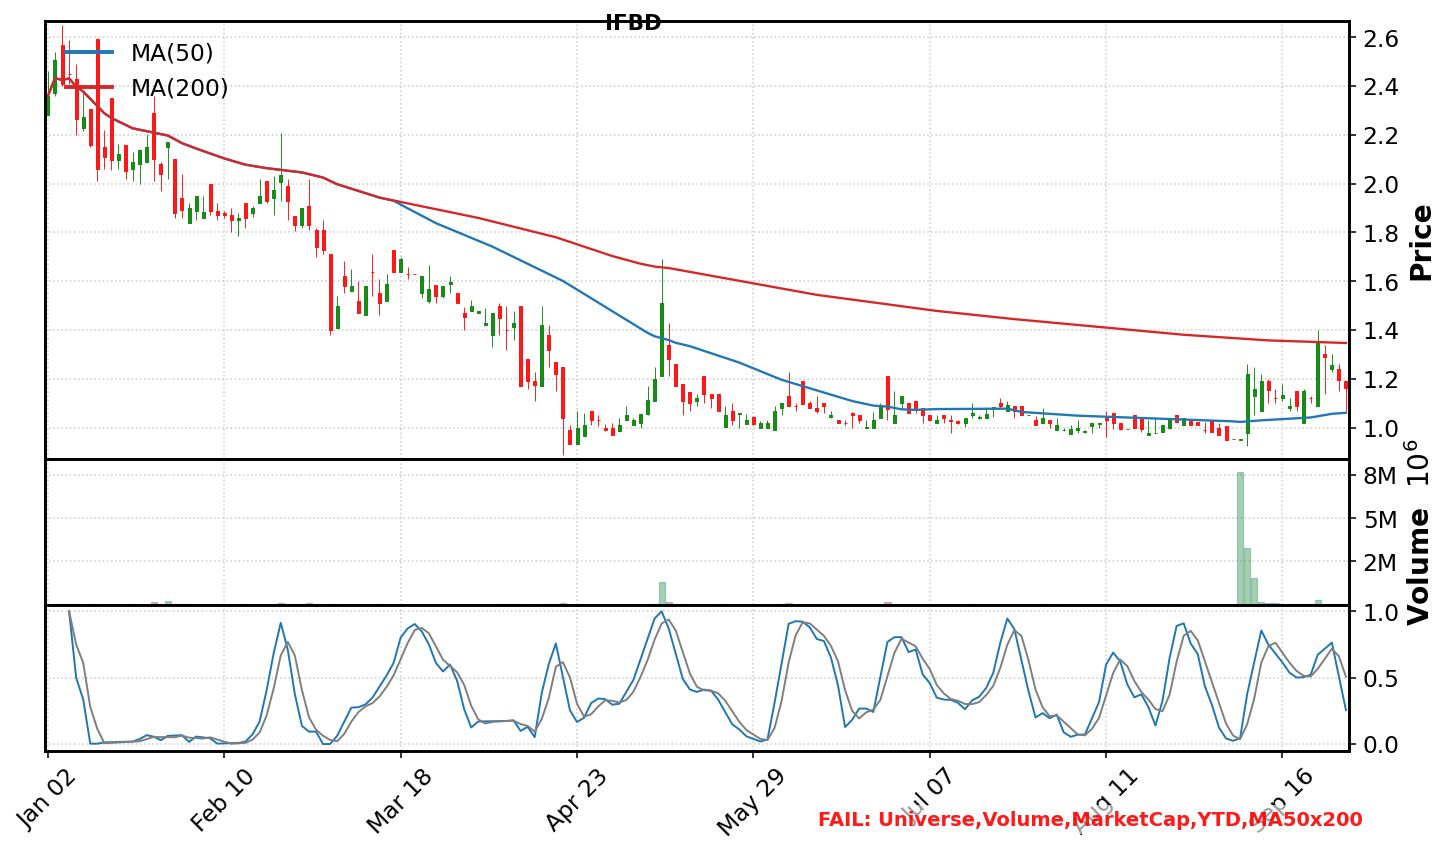 IFBD
MA(50)
MA(200)
2.6
2.4
2.2
2.0
1.8
1.6
1.4
1.2
1.0
Price
8M
5M
2M
Volume 10^6
1.0
0.5
0.0
Jan 02
Feb 10
Mar 18
Apr 23
May 29
Jul 07
Aug 11
Sep 16
FAIL: Universe,Volume,MarketCap,YTD,MA50x200